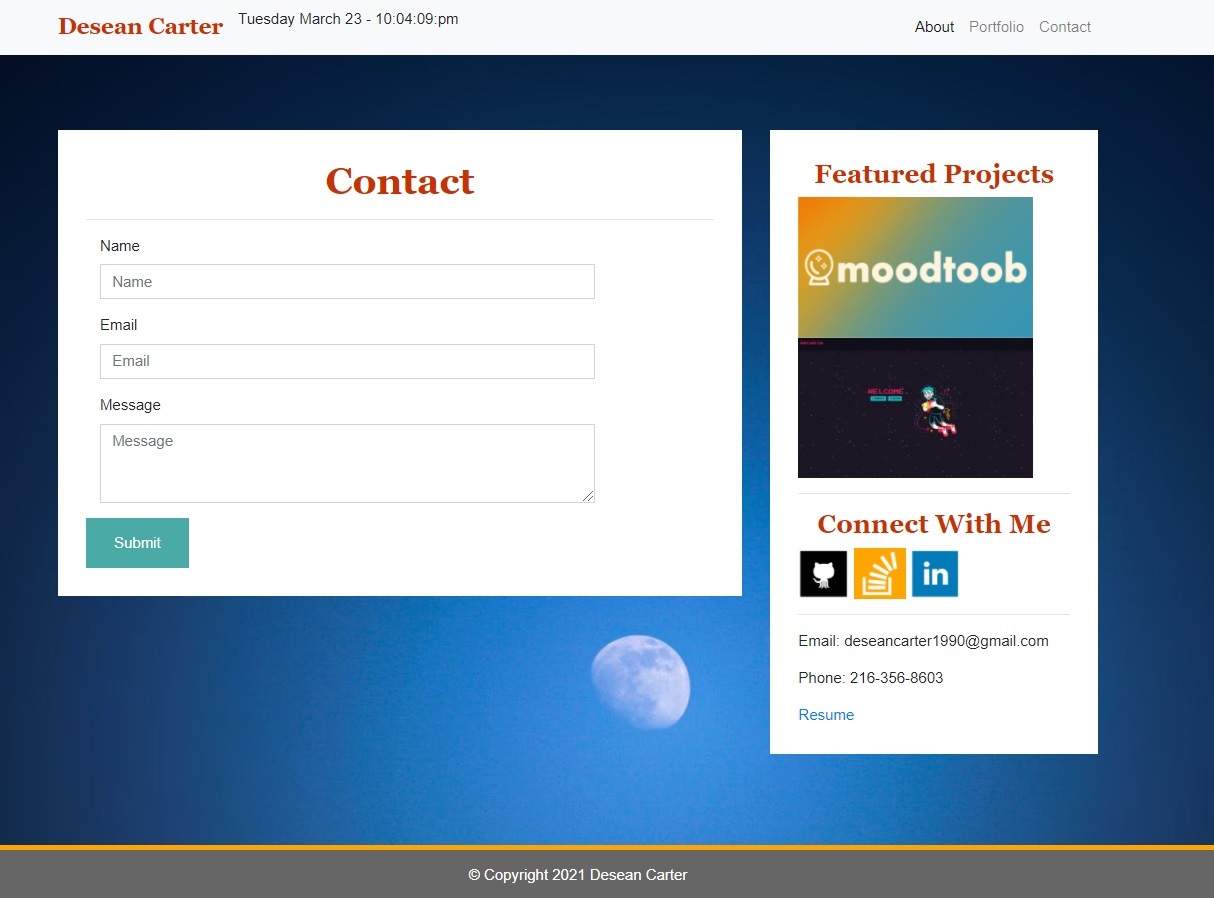 Desean Carter
Tuesday March 23 - 10:04:09:pm
About Portfolio Contact
Contact
Name
Name
Email
Email
Message
Message
Submit
Featured Projects
moodtoob
WELCOME
Connect With Me
in
Email: deseancarter1990@gmail.com
Phone: 216-356-8603
Resume
© Copyright 2021 Desean Carter